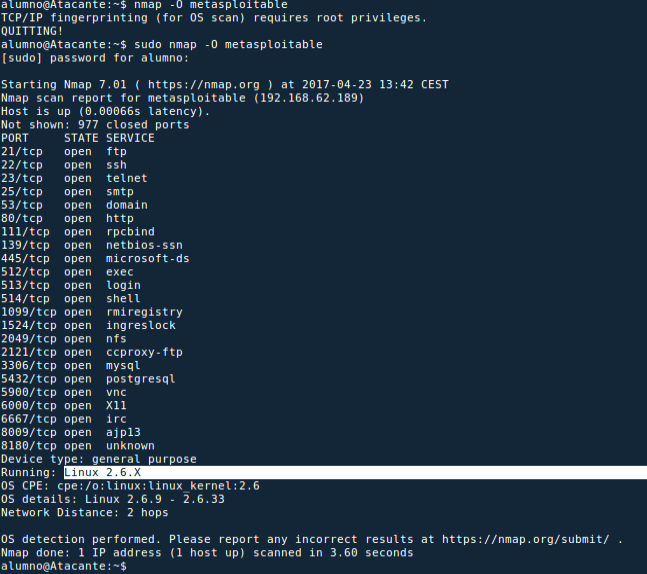 alumno@Atacante:~$ nmap -O metasploitable
TCP/IP fingerprinting (for OS scan) requires root privileges.
QUITTING!
alumno@Atacante:~$ sudo nmap -O metasploitable
[sudo] password for alumno:
Starting Nmap 7.01 ( https://nmap.org ) at 2017-04-23 13:42 CEST
Nmap scan report for metasploitable (192.168.62.189)
Host is up (0.00066s latency).
Not shown: 977 closed ports
PORT     STATE SERVICE
21/tcp   open  ftp
22/tcp   open  ssh
23/tcp   open  telnet
25/tcp   open  smtp
53/tcp   open  domain
80/tcp   open  http
111/tcp  open  rpcbind
139/tcp  open  netbios-ssn
445/tcp  open  microsoft-ds
512/tcp  open  exec
513/tcp  open  login
514/tcp  open  shell
1099/tcp open  rmiregistry
1524/tcp open  ingreslock
2049/tcp open  nfs
2121/tcp open  ccproxy-ftp
3306/tcp open  mysql
5432/tcp open  postgresql
5900/tcp open  vnc
6000/tcp open  X11
6667/tcp open  irc
8009/tcp open  ajp13
8180/tcp open  unknown
Device type: general purpose
Running: Linux 2.6.X
OS CPE: cpe:/o:linux:linux_kernel:2.6
OS details: Linux 2.6.9 - 2.6.33
Network Distance: 2 hops
OS detection performed. Please report any incorrect results at https://nmap.org/submit/ .
Nmap done: 1 IP address (1 host up) scanned in 3.60 seconds
alumno@Atacante:~$